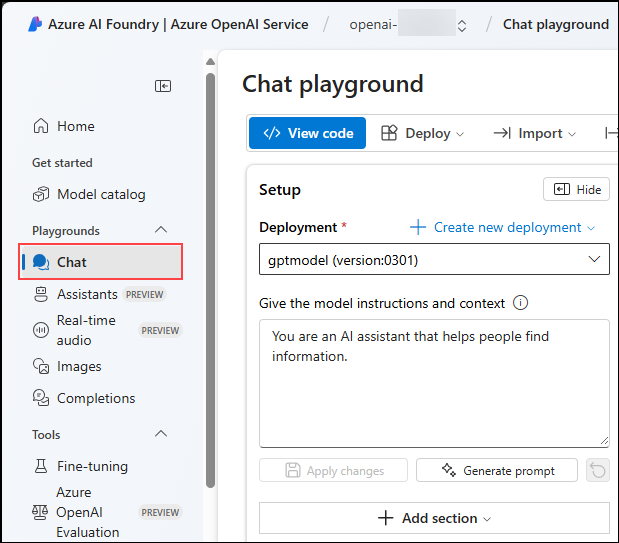 Azure AI Foundry | Azure OpenAI Service / openai- / Chat playground
Home
Get started
Model catalog
Playgrounds
Chat
Assistants PREVIEW
Real-time
audio PREVIEW
Images
Completions
Tools
Fine-tuning
Azure
OpenAI PREVIEW
Evaluation
Chat playground
</> View code Deploy Import
Setup Hide
Deployment * Create new deployment
gptmodel (version:0301)
Give the model instructions and context
You are an AI assistant that helps people find
information.
Apply changes Generate prompt
Add section